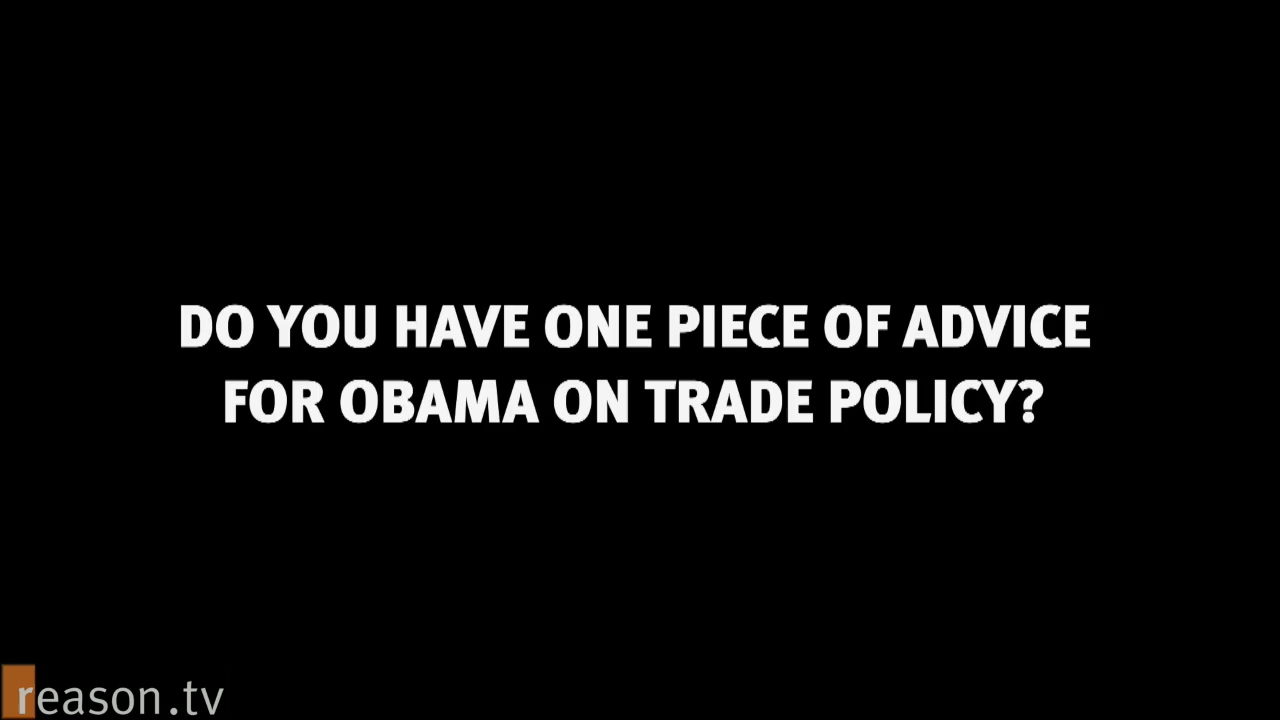 DO YOU HAVE ONE PIECE OF ADVICE
FOR OBAMA ON TRADE POLICY?
reason.tv